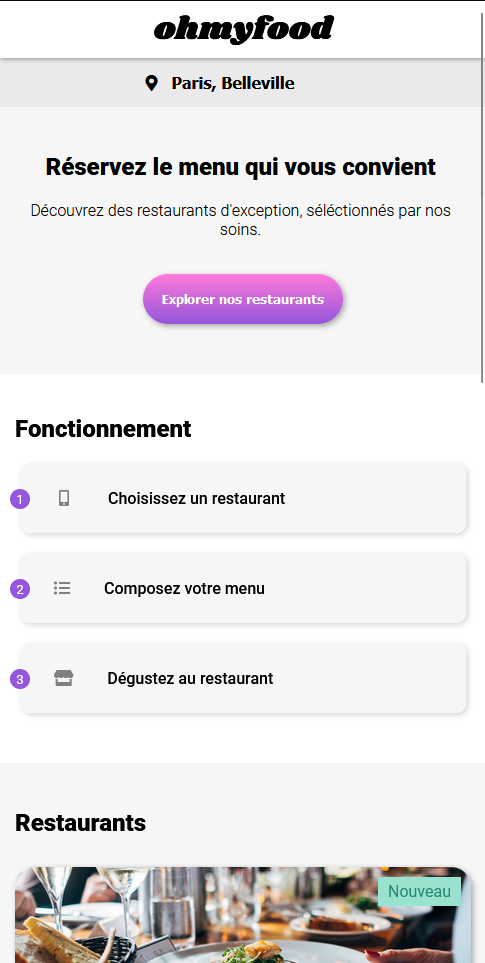 ohmyfood
Paris, Belleville
Réservez le menu qui vous convient
Découvrez des restaurants d'exception, séléctionnés par nos
soins.
Explorer nos restaurants
Fonctionnement
1 Choisissez un restaurant
2 Composez votre menu
3 Dégustez au restaurant
Restaurants
Nouveau